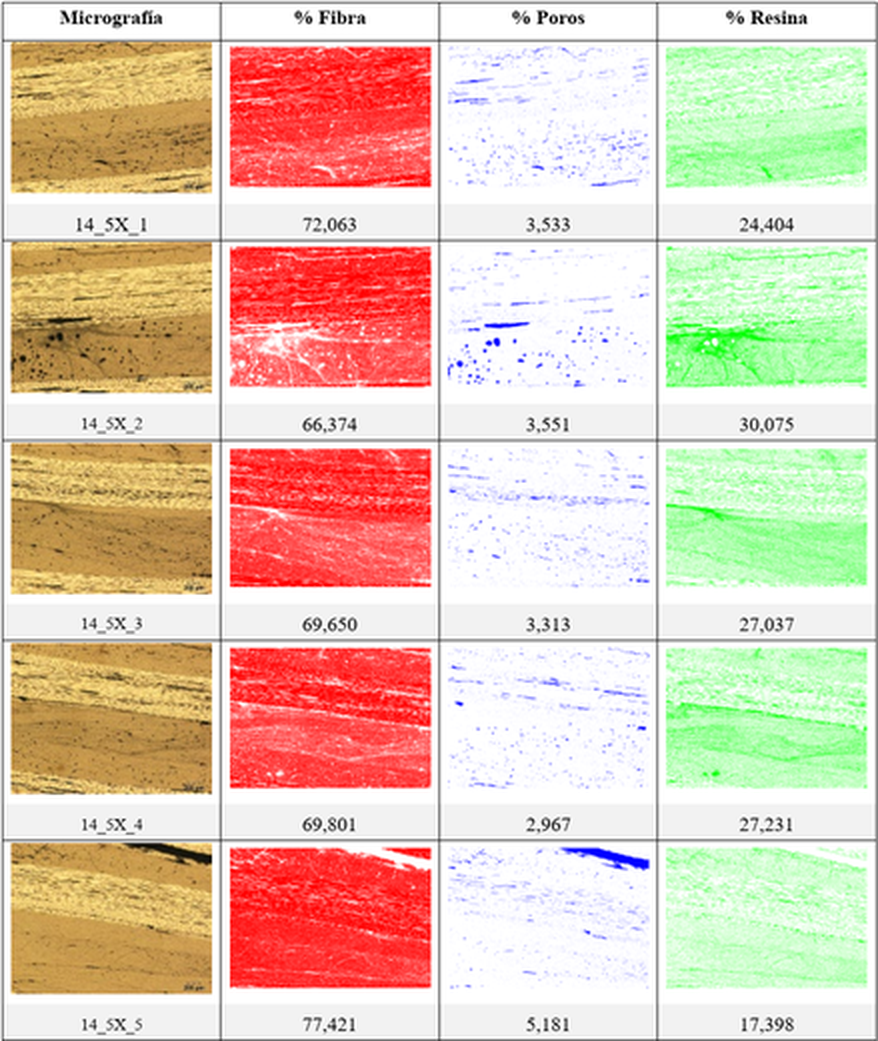 Micrografía % Fibra % Poros % Resina
14_5X_1 72,063 3,533 24,404
14_5X_2 66,374 3,551 30,075
14_5X_3 69,650 3,313 27,037
14_5X_4 69,801 2,967 27,231
14_5X_5 77,421 5,181 17,398